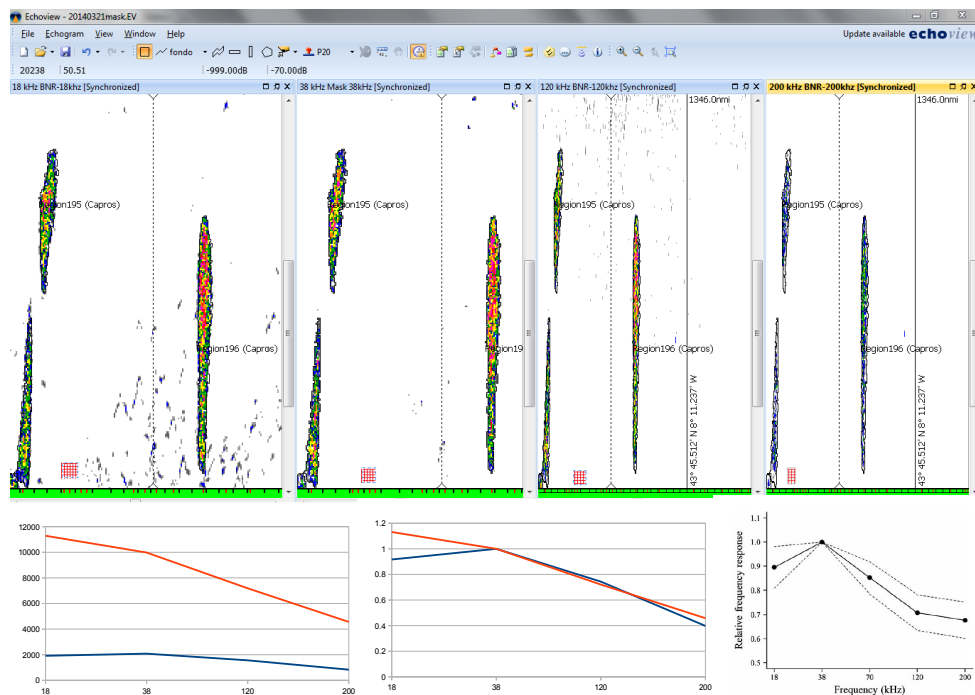 Echoview - 20140321mask.EV
File Echogram View Window Help
Update available echoview
fondo
P20
20238 50.51 -999.00dB -70.00dB
18 kHz BNR-18khz [Synchronized]
38 kHz Mask 38kHz [Synchronized]
120 kHz BNR-120khz [Synchronized]
200 kHz BNR-200khz [Synchronized]
1346.0nmi
1346.0nmi
Region195 (Capros)
Region195 (Capros)
Region195 (Capros)
Region195 (Capros)
Region196 (Capros)
Region19
Region196 (Capros)
Region196 (Capros)
43° 45.512' N 8° 11.237' W
43° 45.512' N 8° 11.237' W
12000
10000
8000
6000
4000
2000
0
18 38 120 200
1.2
1
0.8
0.6
0.4
0.2
0
18 38 120 200
Relative frequency response
1.1
1.0
0.9
0.8
0.7
0.6
0.5
18 38 70 120 200
Frequency (kHz)